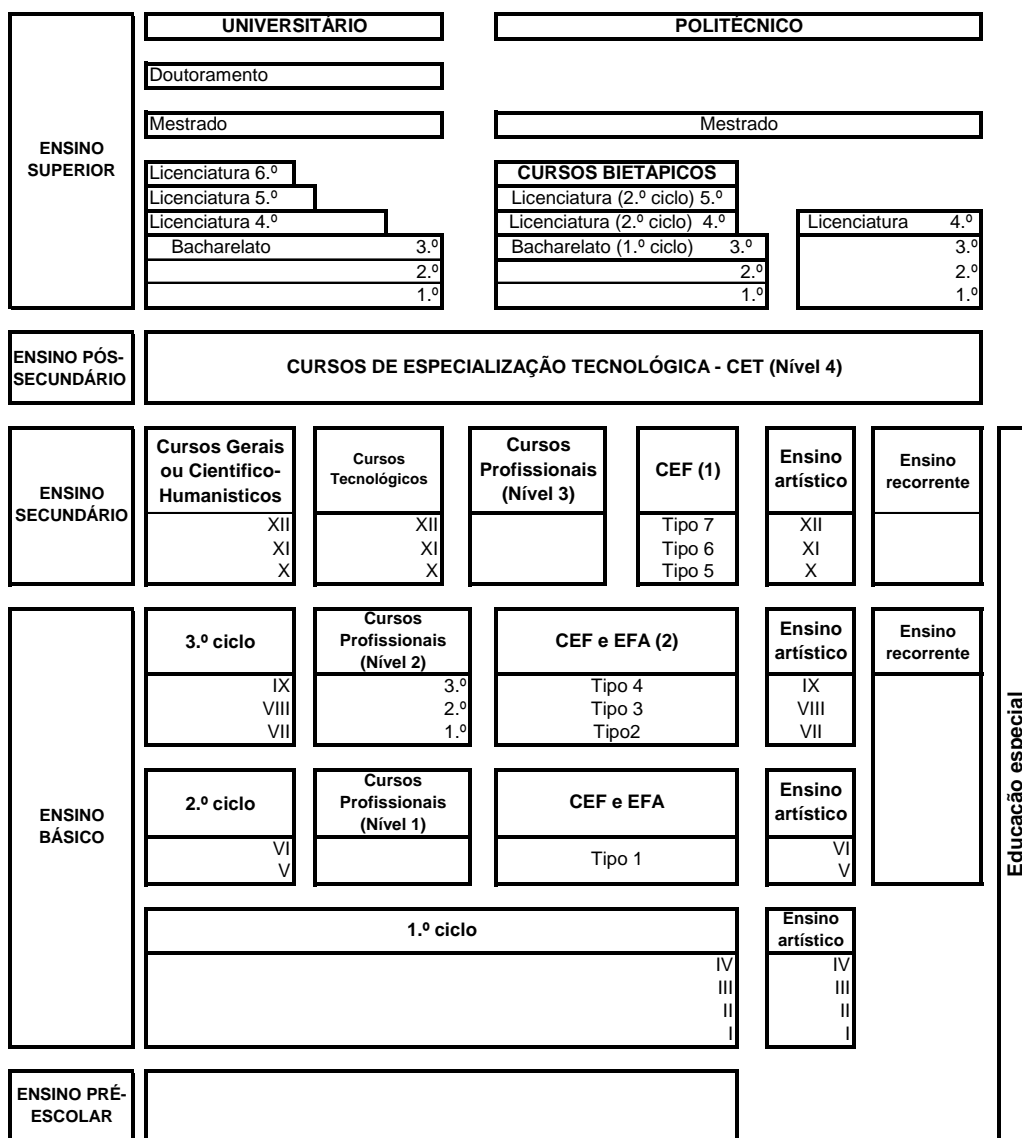 UNIVERSITÁRIO
POLITÉCNICO
Doutoramento
Mestrado
Mestrado
ENSINO
SUPERIOR
Licenciatura 6.º
Licenciatura 5.º
Licenciatura 4.º
Bacharelato 3.º
2.º
1.º
CURSOS BIETAPICOS
Licenciatura (2.º ciclo) 5.º
Licenciatura (2.º ciclo) 4.º
Bacharelato (1.º ciclo) 3.º
2.º
1.º
Licenciatura 4.º
3.º
2.º
1.º
ENSINO PÓS-
SECUNDÁRIO
CURSOS DE ESPECIALIZAÇÃO TECNOLÓGICA - CET (Nível 4)
ENSINO
SECUNDÁRIO
Cursos Gerais
ou Cientifico-
Humanisticos
XII
XI
X
Cursos
Tecnológicos
XII
XI
X
Cursos
Profissionais
(Nível 3)
CEF (1)
Tipo 7
Tipo 6
Tipo 5
Ensino
artístico
XII
XI
X
Ensino
recorrente
ENSINO
BÁSICO
3.º ciclo
IX
VIII
VII
Cursos
Profissionais
(Nível 2)
3.º
2.º
1.º
CEF e EFA (2)
Tipo 4
Tipo 3
Tipo2
Ensino
artístico
IX
VIII
VII
Ensino
recorrente
2.º ciclo
VI
V
Cursos
Profissionais
(Nível 1)
CEF e EFA
Tipo 1
Ensino
artístico
VI
V
1.º ciclo
IV
III
II
I
Ensino
artístico
IV
III
II
I
ENSINO PRÉ-
ESCOLAR
Educação especial